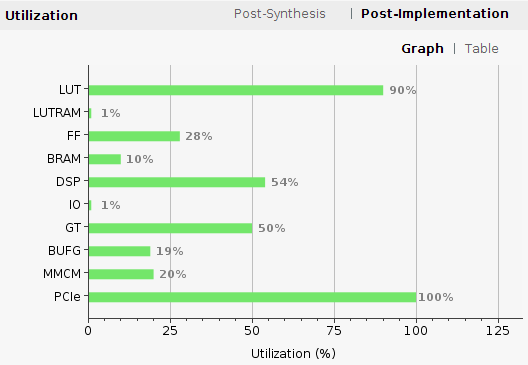 Utilization Post-Synthesis | Post-Implementation
Graph | Table
LUT 90%
LUTRAM 1%
FF 28%
BRAM 10%
DSP 54%
IO 1%
GT 50%
BUFG 19%
MMCM 20%
PCIe 100%
0 25 50 75 100 125
Utilization (%)